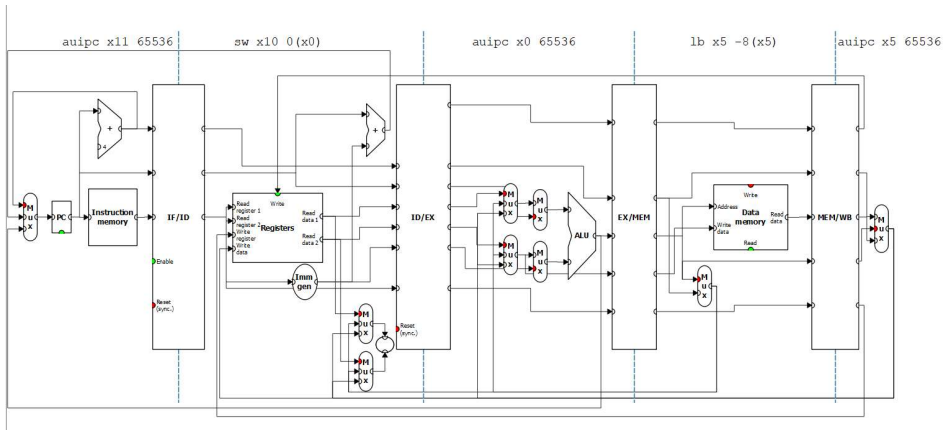 auipc x11 65536
sw x10 0(x0)
auipc x0 65536
lb x5 -8(x5)
auipc x5 65536
+
4
M
u
x
PC
Instruction
memory
IF/ID
Enable
Reset
(sync.)
Write
Read
register 1
Read
register 2
Write
register
Write
data
Registers
Read
data 1
Read
data 2
Imm
gen
+
M
u
x
M
u
x
ID/EX
Reset
(sync.)
M
u
x
M
u
x
M
u
x
M
u
x
ALU
EX/MEM
Write
Address
Write
data
Data
memory
Read
data
Read
M
u
x
MEM/WB
M
u
x